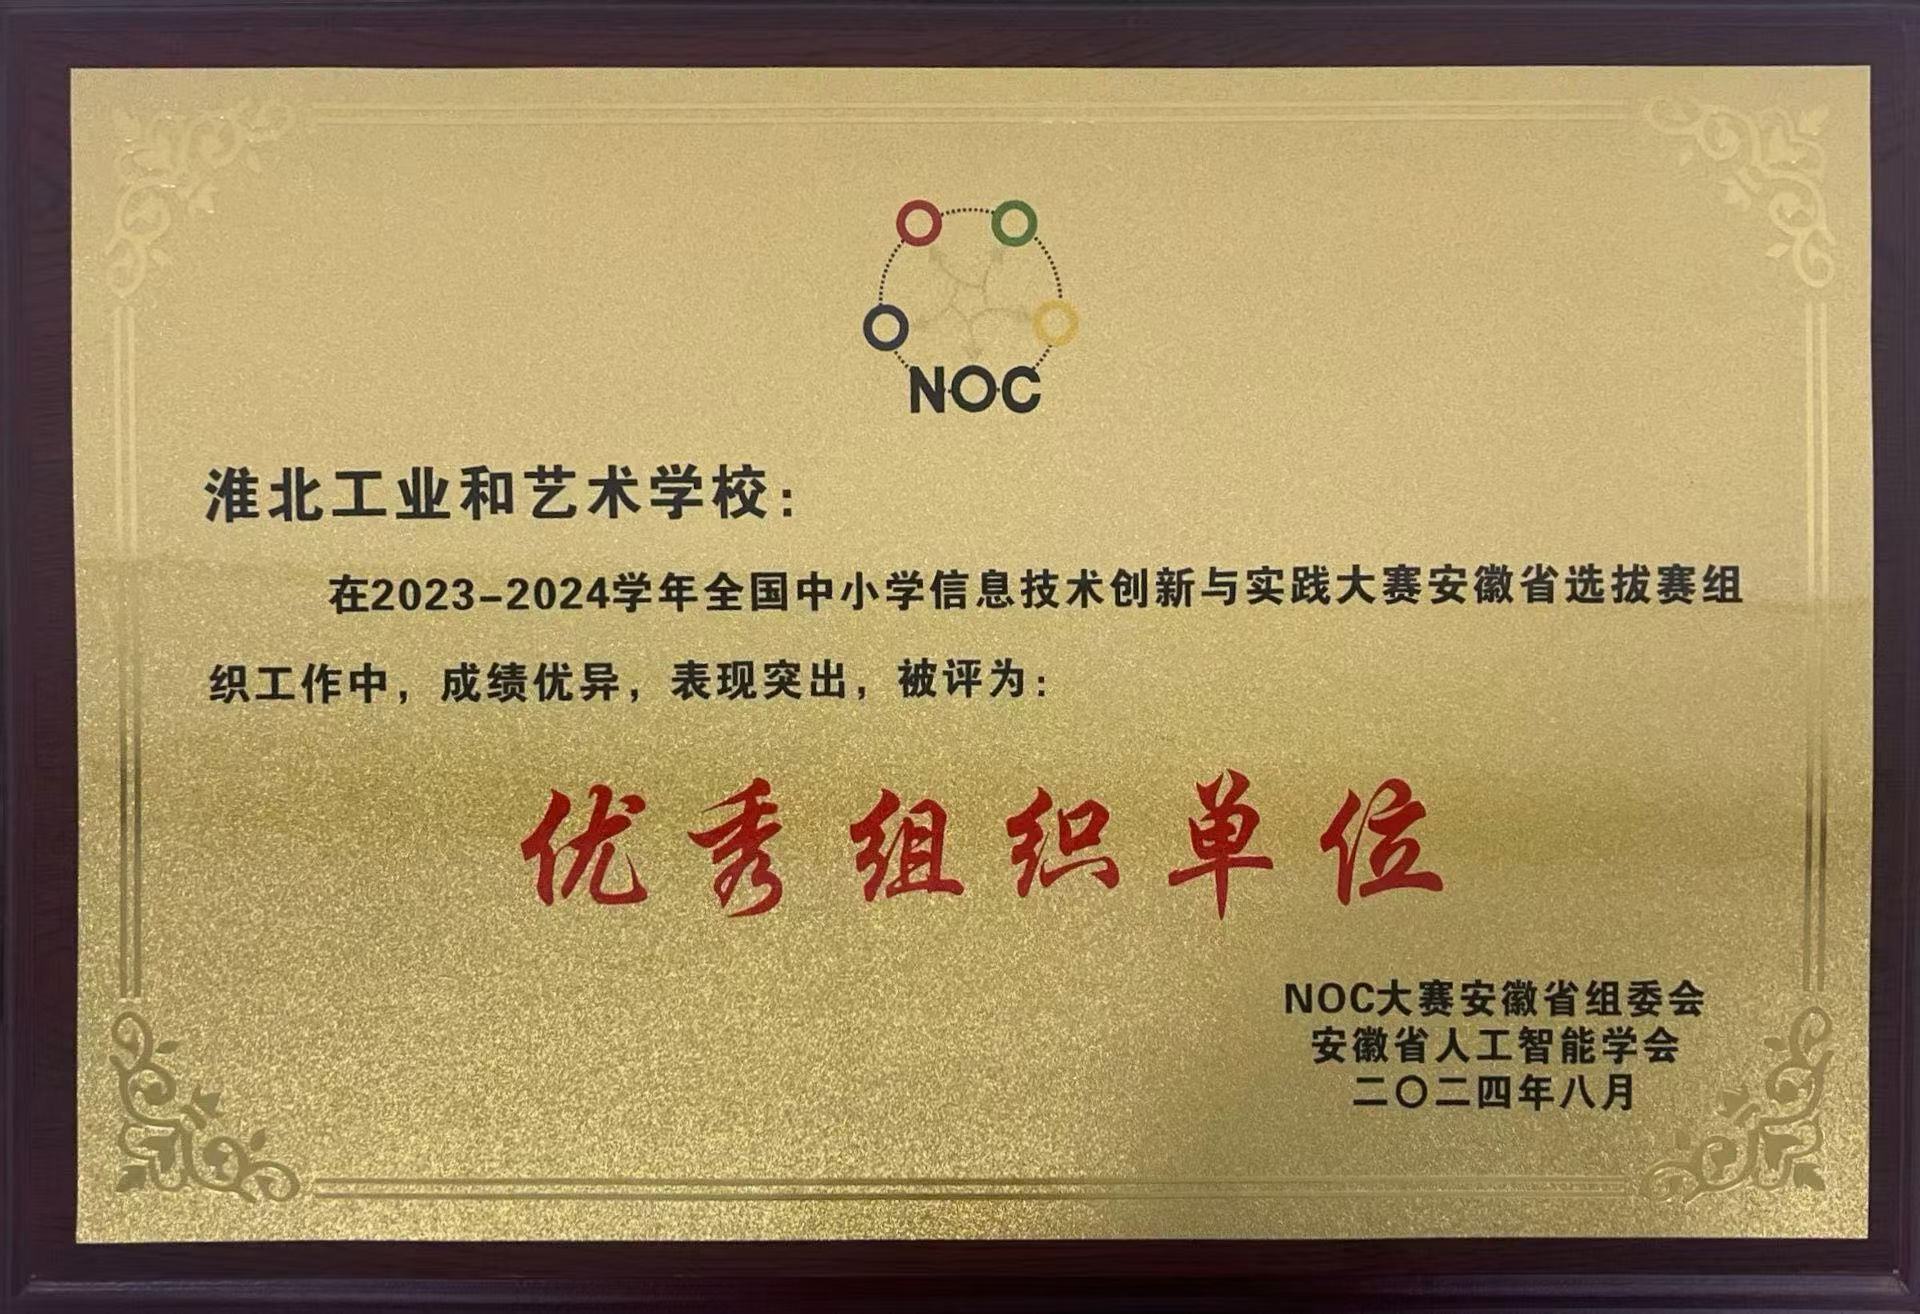 NOC
淮北工业和艺术学校：
在2023-2024学年全国中小学信息技术创新与实践大赛安徽省选拔赛组
织工作中，成绩优异，表现突出，被评为：
优秀组织单位
NOC大赛安徽省组委会
安徽省人工智能学会
二〇二四年八月